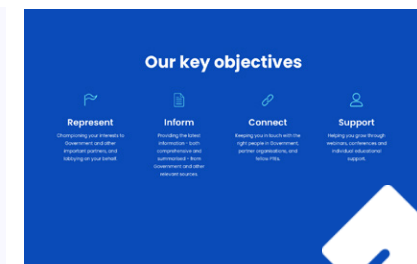 Our key objectives
Represent
Championing your interests to
Government and other
important partners, and
lobbying on your behalf.
Inform
Providing the latest
information - both
comprehensive and
summarised - from
Government and other
relevant sources.
Connect
Keeping you in touch with the
right people in Government,
partner organisations, and
fellow PRUs.
Support
Helping you grow through
webinars, conferences and
individual educational
support.